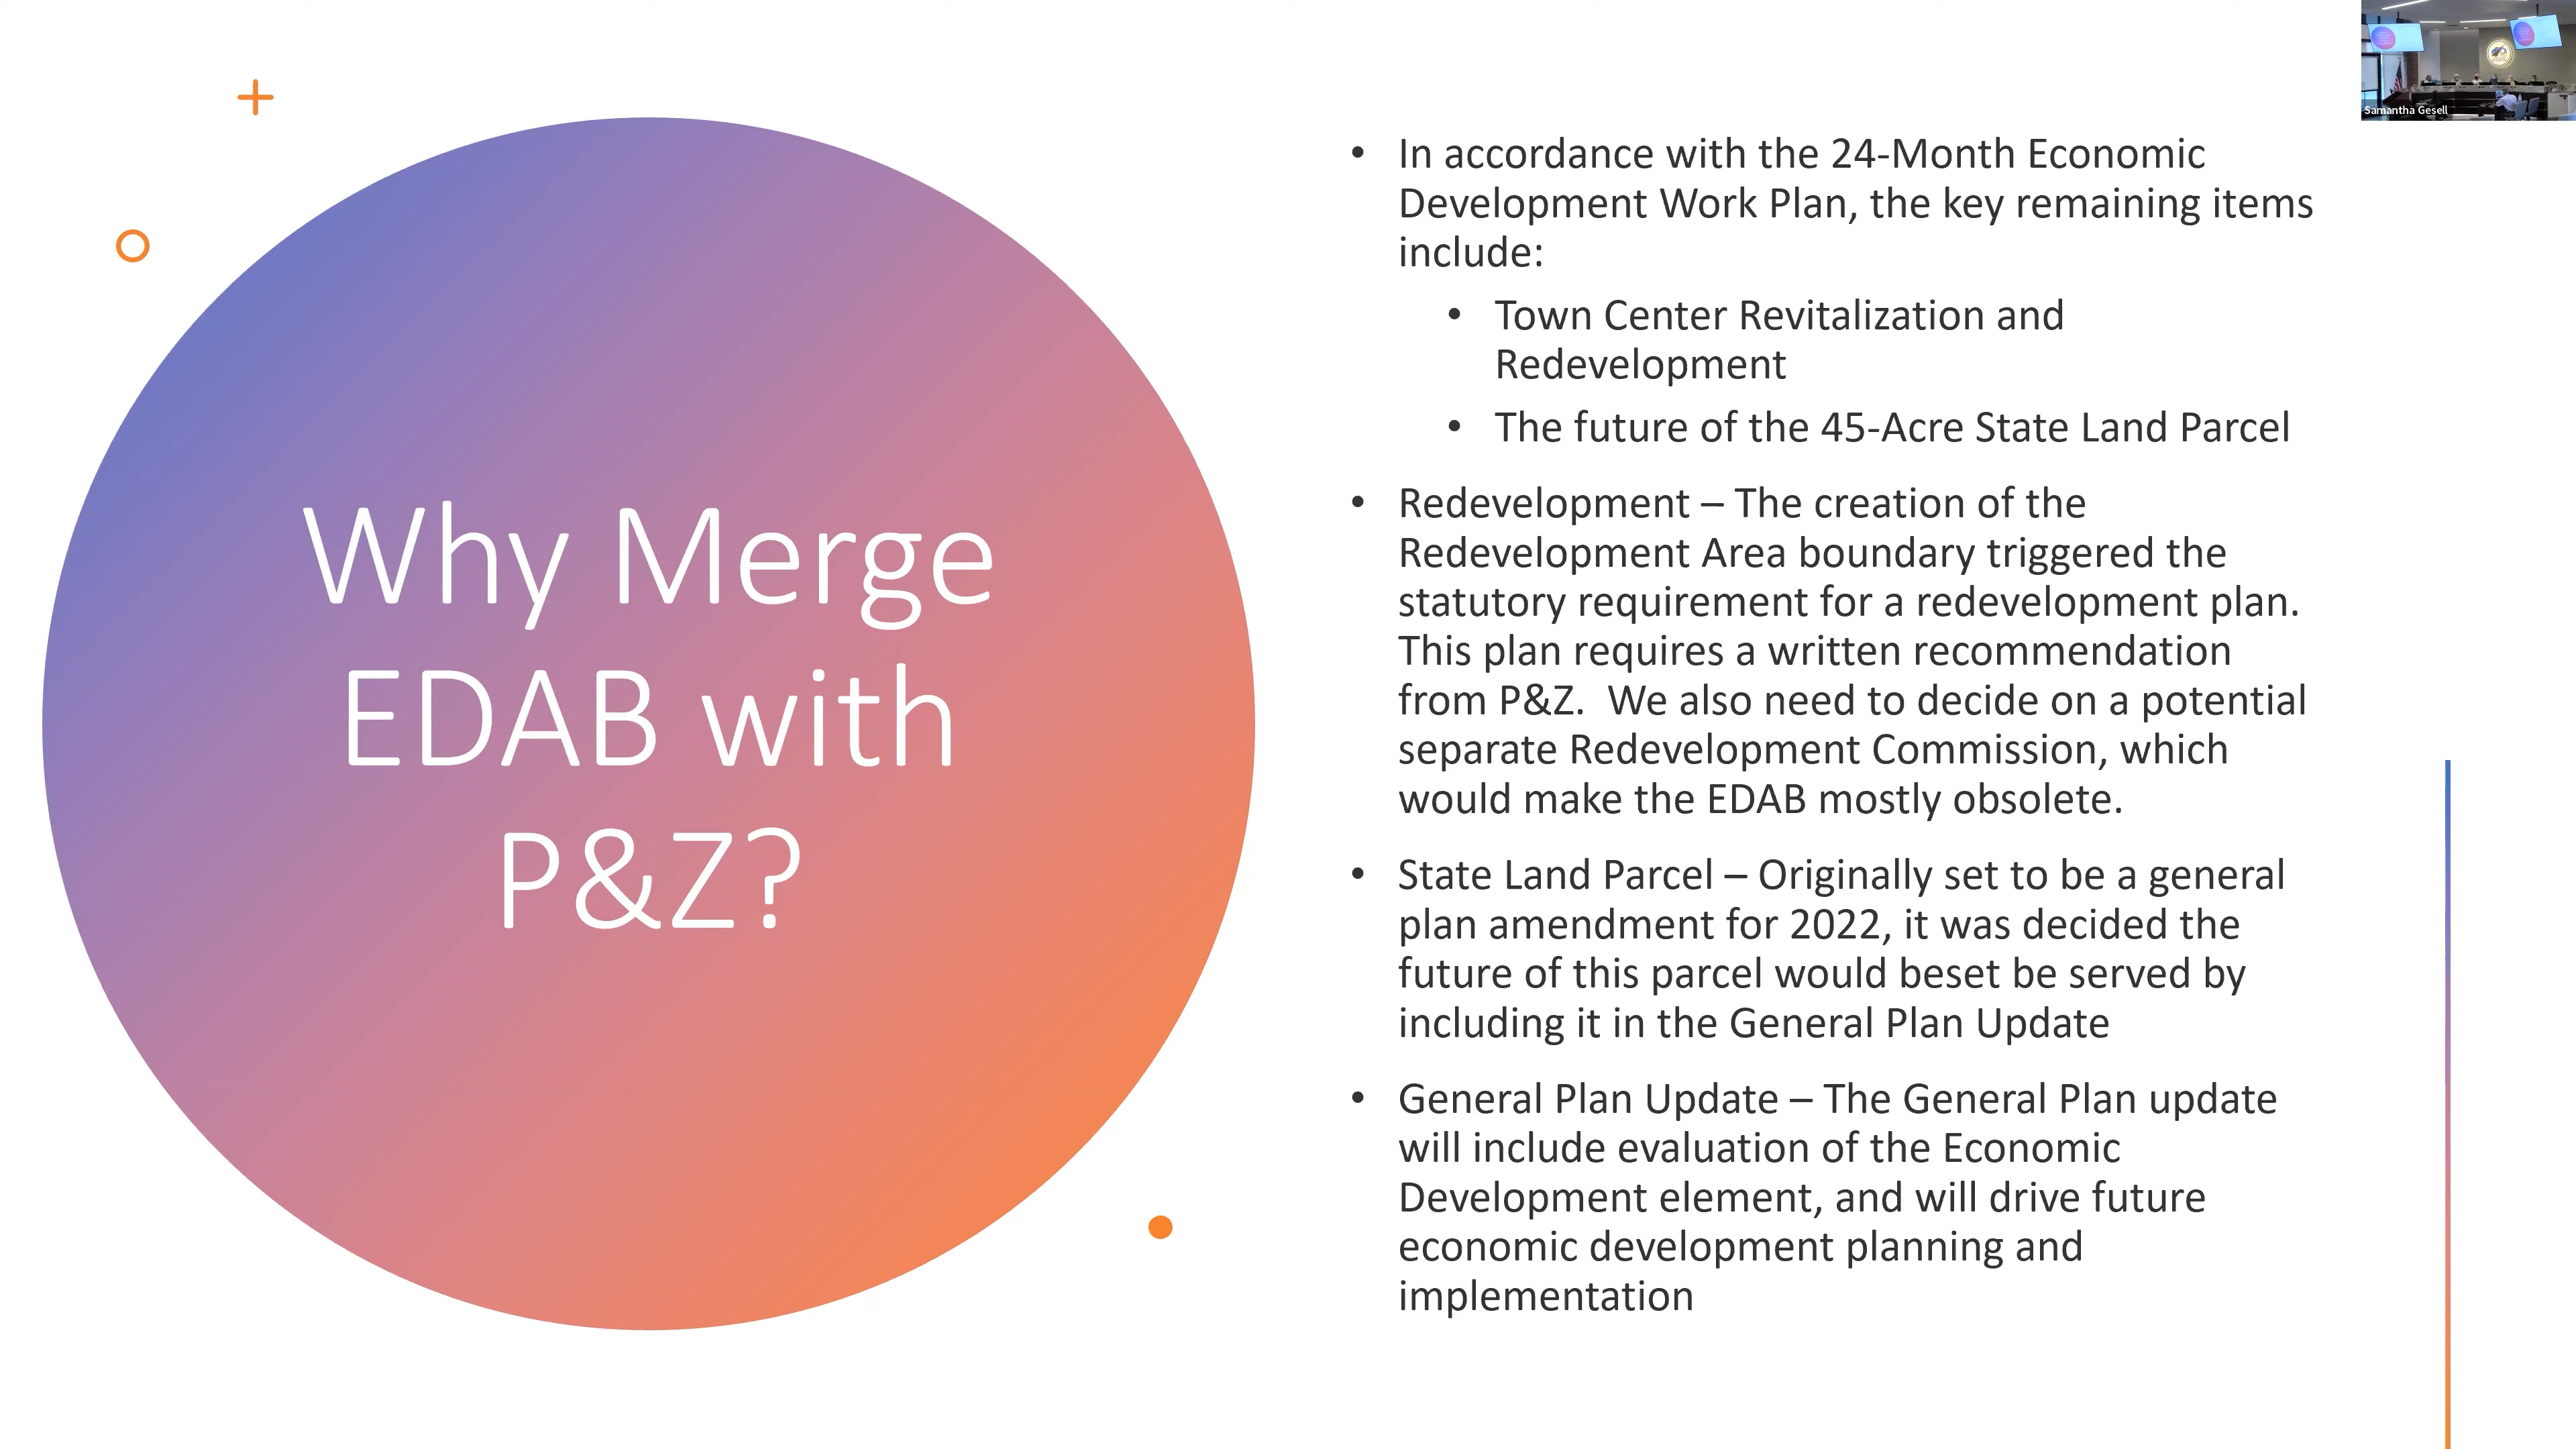 Why Merge
EDAB with
P&Z?
• In accordance with the 24-Month Economic
Development Work Plan, the key remaining items
include:
• Town Center Revitalization and
Redevelopment
• The future of the 45-Acre State Land Parcel
• Redevelopment – The creation of the
Redevelopment Area boundary triggered the
statutory requirement for a redevelopment plan.
This plan requires a written recommendation
from P&Z.  We also need to decide on a potential
separate Redevelopment Commission, which
would make the EDAB mostly obsolete.
• State Land Parcel – Originally set to be a general
plan amendment for 2022, it was decided the
future of this parcel would beset be served by
including it in the General Plan Update
• General Plan Update – The General Plan update
will include evaluation of the Economic
Development element, and will drive future
economic development planning and
implementation
Samantha Gesell